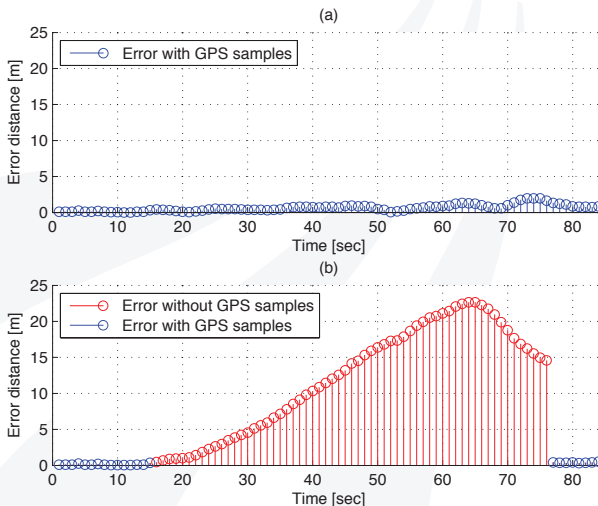 (a)
25
20
15
10
5
0
Error distance [m]
Error with GPS samples
0 10 20 30 40 50 60 70 80
Time [sec]
(b)
25
20
15
10
5
0
Error distance [m]
Error without GPS samples
Error with GPS samples
0 10 20 30 40 50 60 70 80
Time [sec]